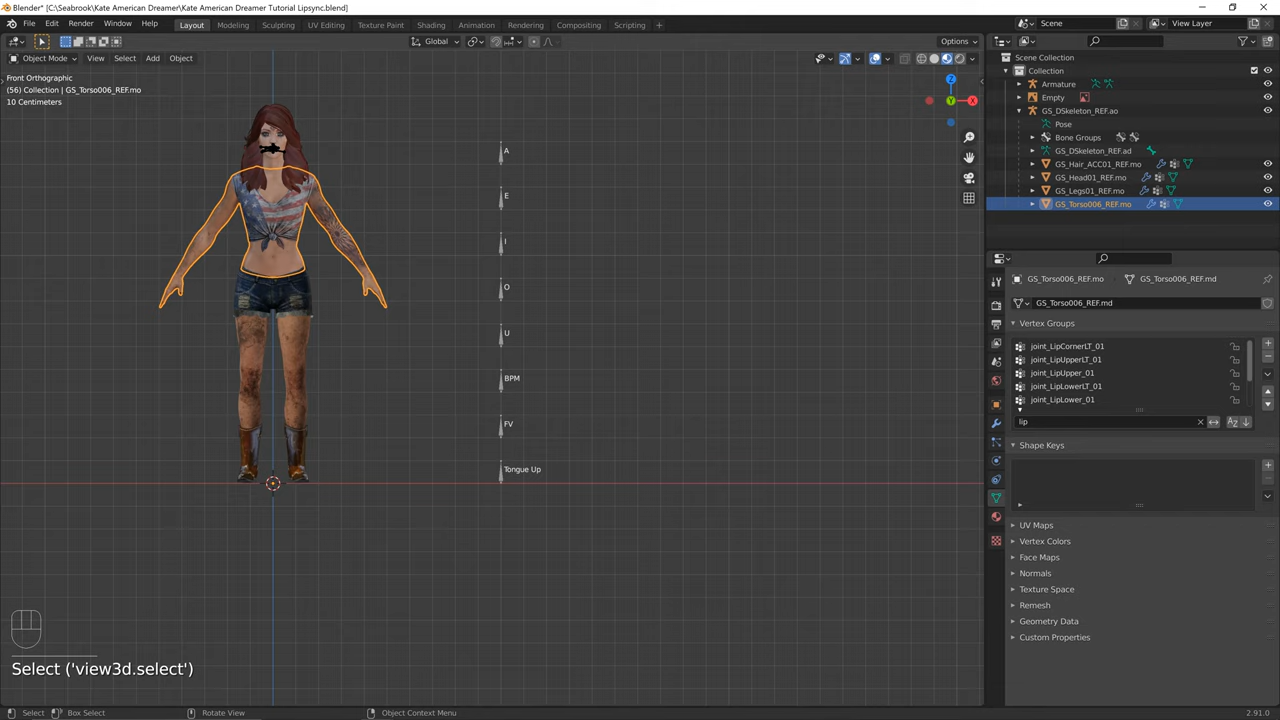 Blender* [C:\Seabrook\Kate American Dreamer\Kate American Dreamer Tutorial Lipsync.blend]
File Edit Render Window Help
Layout Modeling Sculpting UV Editing Texture Paint Shading Animation Rendering Compositing Scripting
Scene
View Layer
Global
Options
Object Mode View Select Add Object
Front Orthographic
(56) Collection | GS_Torso006_REF.mo
10 Centimeters
Z
Y
X
A
E
I
O
U
BPM
FV
Tongue Up
Select ('view3d.select')
Scene Collection
Collection
Armature
Empty
GS_DSkeleton_REF.ao
Pose
Bone Groups
GS_DSkeleton_REF.ad
GS_Hair_ACC01_REF.mo
GS_Head01_REF.mo
GS_Legs01_REF.mo
GS_Torso006_REF.mo
GS_Torso006_REF.mo GS_Torso006_REF.md
GS_Torso006_REF.md
Vertex Groups
joint_LipCornerLT_01
joint_LipUpperLT_01
joint_LipUpper_01
joint_LipLowerLT_01
joint_LipLower_01
lip
Shape Keys
UV Maps
Vertex Colors
Face Maps
Normals
Texture Space
Remesh
Geometry Data
Custom Properties
Select Box Select Rotate View Object Context Menu 2.91.0